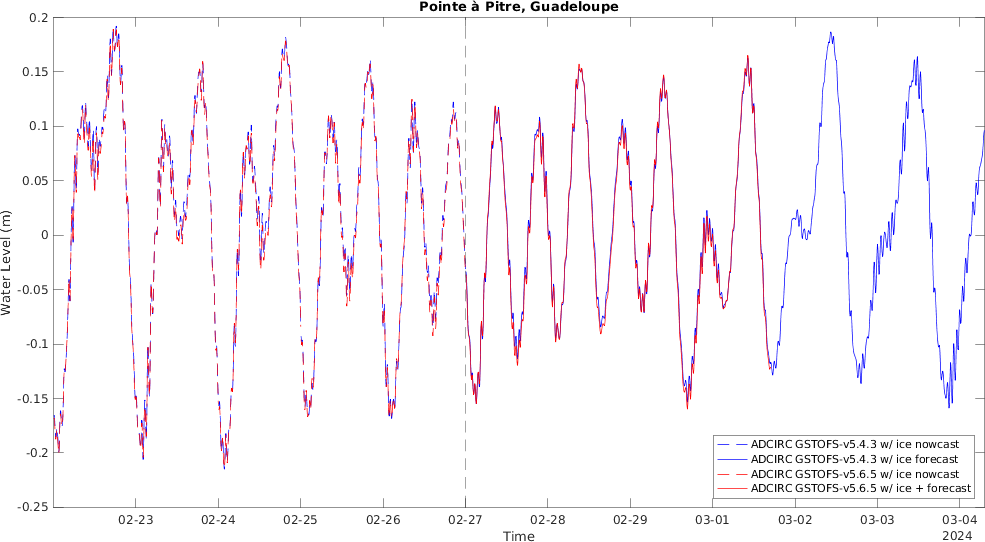 Pointe à Pitre, Guadeloupe
0.2
0.15
0.1
0.05
0
-0.05
-0.1
-0.15
-0.2
-0.25
Water Level (m)
ADCIRC GSTOFS-v5.4.3 w/ ice nowcast
ADCIRC GSTOFS-v5.4.3 w/ ice forecast
ADCIRC GSTOFS-v5.6.5 w/ ice nowcast
ADCIRC GSTOFS-v5.6.5 w/ ice + forecast
02-23 02-24 02-25 02-26 02-27 02-28 02-29 03-01 03-02 03-03 03-04
Time 2024